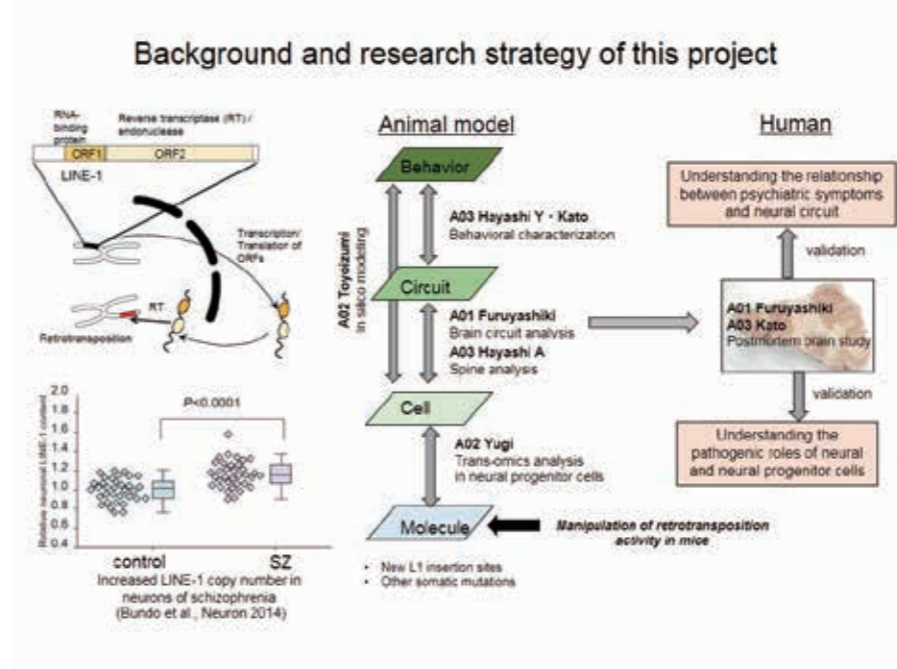 Background and research strategy of this project
RNA-
binding
protein
Reverse transcriptase (RT) /
endonuclease
ORF1
ORF2
LINE-1
Transcription/
Translation of
ORFs
RT
Retrotransposition
2.0
1.8
1.6
1.4
1.2
1.0
0.8
0.6
0.4
Relative neuronal LINE-1 content
P<0.0001
control
SZ
Increased LINE-1 copy number in
neurons of schizophrenia
(Bundo et al., Neuron 2014)
Animal model
Behavior
A03 Hayashi Y・Kato
Behavioral characterization
A02 Toyoizumi
In silico modeling
Circuit
A01 Furuyashiki
Brain circuit analysis
A03 Hayashi A
Spine analysis
Cell
A02 Yugi
Trans-omics analysis
in neural progenitor cells
Molecule
Manipulation of retrotransposition
activity in mice
• New L1 insertion sites
• Other somatic mutations
Human
Understanding the relationship
between psychiatric symptoms
and neural circuit
validation
A01 Furuyashiki
A03 Kato
Postmortem brain study
validation
Understanding the
pathogenic roles of neural
and neural progenitor cells